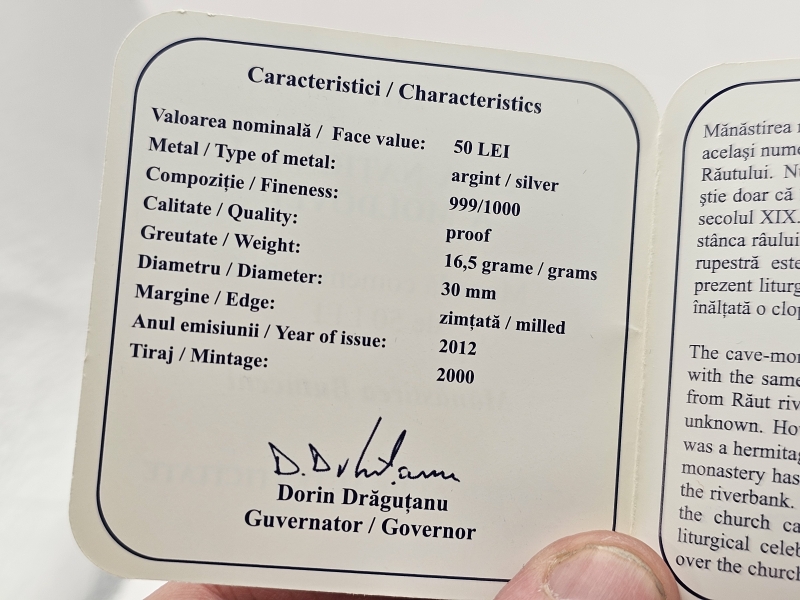 Caracteristici / Characteristics
Valoarea nominală / Face value: 50 LEI
Metal / Type of metal: argint / silver
Compoziție / Fineness: 999/1000
Calitate / Quality: proof
Greutate / Weight: 16,5 grame / grams
Diametru / Diameter: 30 mm
Margine / Edge: zimțată / milled
Anul emisiunii / Year of issue: 2012
Tiraj / Mintage: 2000
D. Drăguțanu
Dorin Drăguțanu
Guvernator / Governor
Mănăstirea
același nume
Răutului.
știe doar că
secolul XIX.
stânca râului
rupestră este
prezent liturg
înălțată o clop
The cave-mon
with the same
from Răut riv
unknown. How
was a hermitag
monastery has
the riverbank.
the church ca
liturgical celeb
over the church